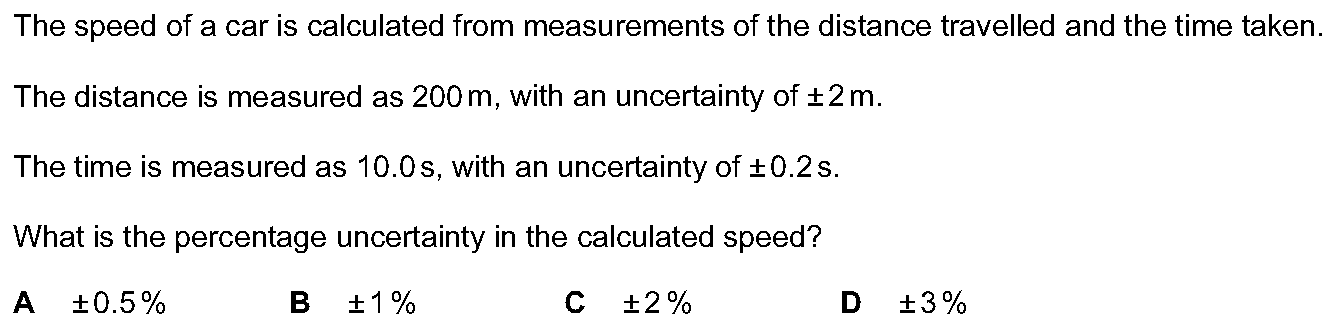 The speed of a car is calculated from measurements of the distance travelled and the time taken.
The distance is measured as 200 m, with an uncertainty of ±2 m.
The time is measured as 10.0 s, with an uncertainty of ±0.2 s.
What is the percentage uncertainty in the calculated speed?
A ±0.5% B ±1% C ±2% D ±3%